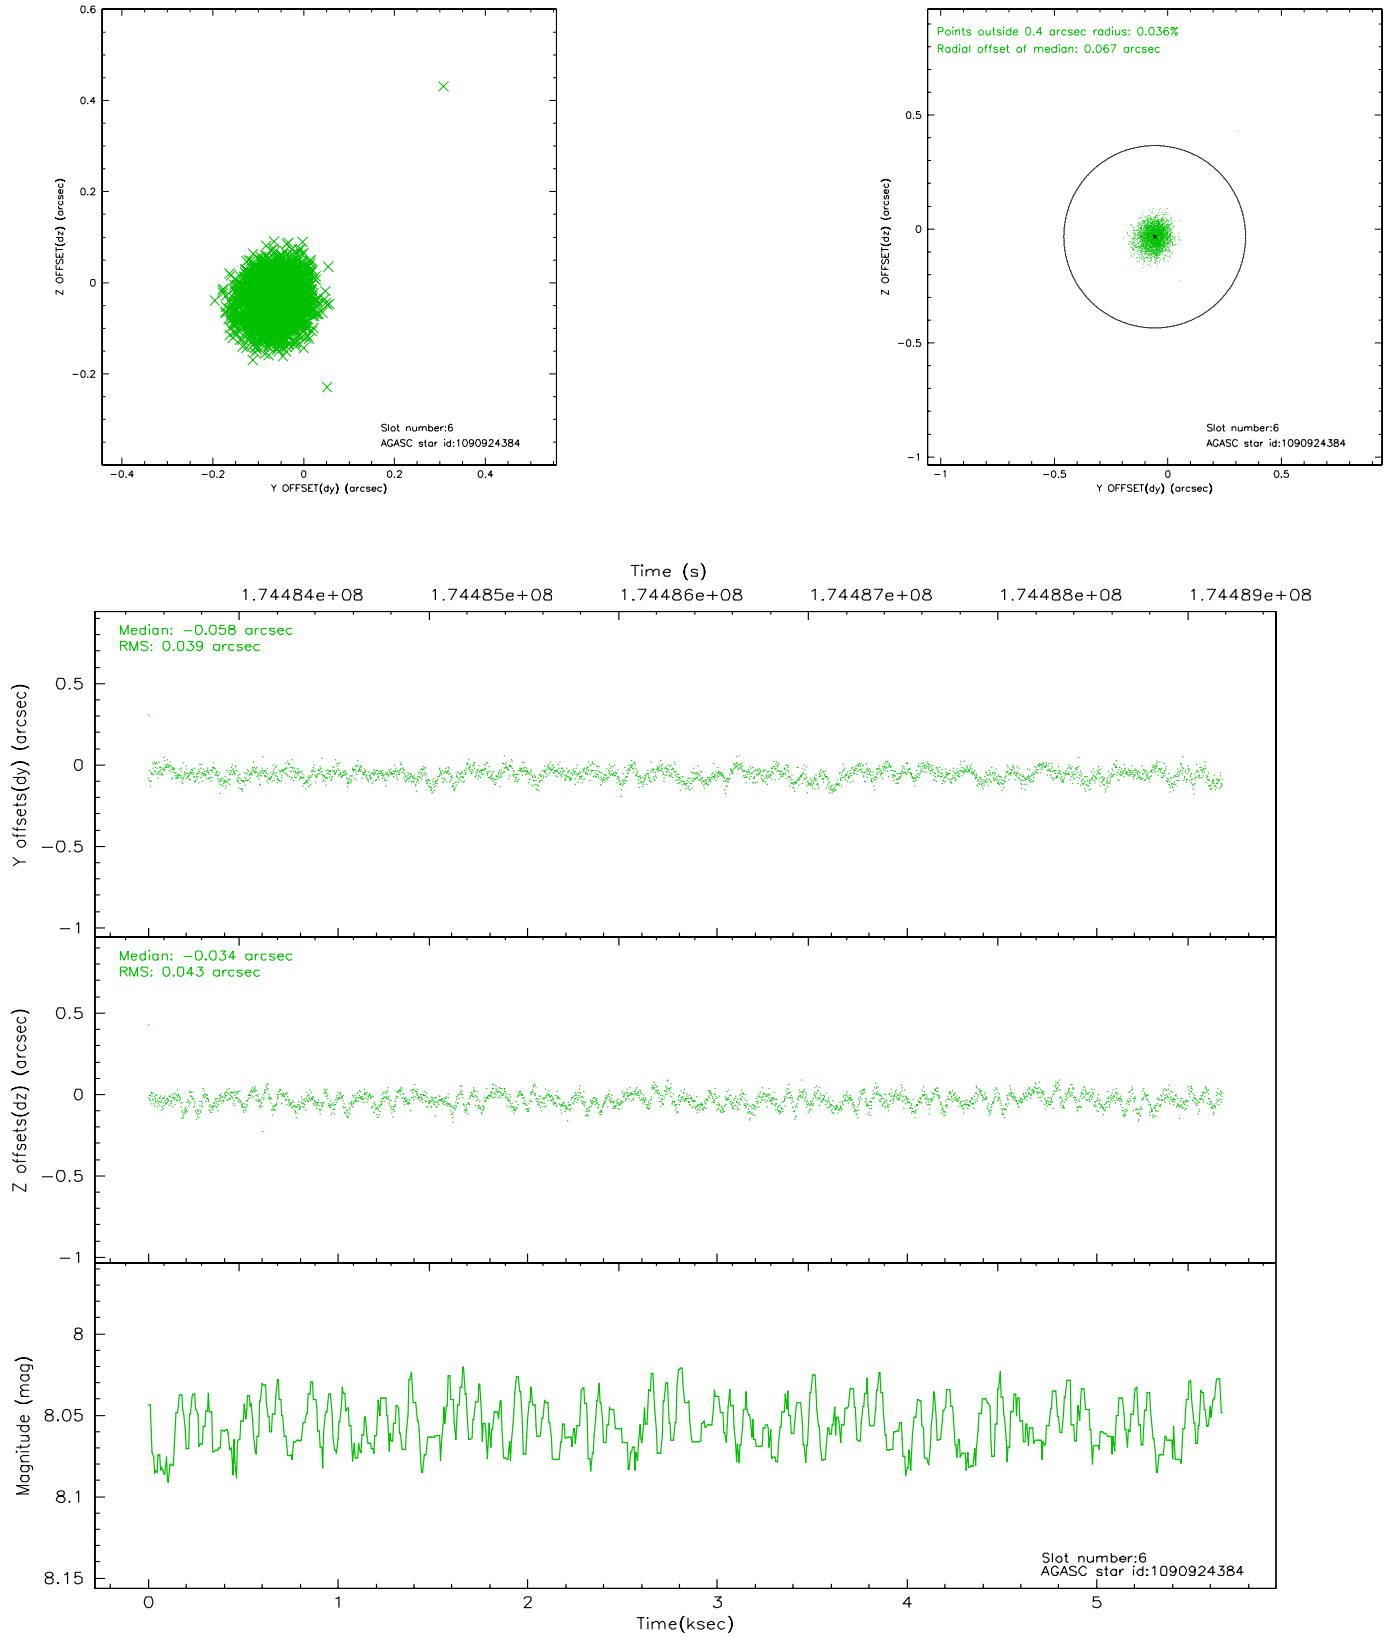 0.6
0.4
0.2
0
−0.2
−0.4 −0.2 0 0.2 0.4
Z OFFSET(dz) (arcsec)
Y OFFSET(dy) (arcsec)
Slot number:6
AGASC star id:1090924384
Points outside 0.4 arcsec radius: 0.036%
Radial offset of median: 0.067 arcsec
0.5
0
−0.5
−1
−1 −0.5 0 0.5
Z OFFSET(dz) (arcsec)
Y OFFSET(dy) (arcsec)
Slot number:6
AGASC star id:1090924384
Time (s)
1.74484e+08 1.74485e+08 1.74486e+08 1.74487e+08 1.74488e+08 1.74489e+08
Median: −0.058 arcsec
RMS: 0.039 arcsec
0.5
0
−0.5
−1
Y offsets(dy) (arcsec)
Median: −0.034 arcsec
RMS: 0.043 arcsec
0.5
0
−0.5
−1
Z offsets(dz) (arcsec)
8
8.05
8.1
8.15
Magnitude (mag)
Slot number:6
AGASC star id:1090924384
0 1 2 3 4 5
Time(ksec)